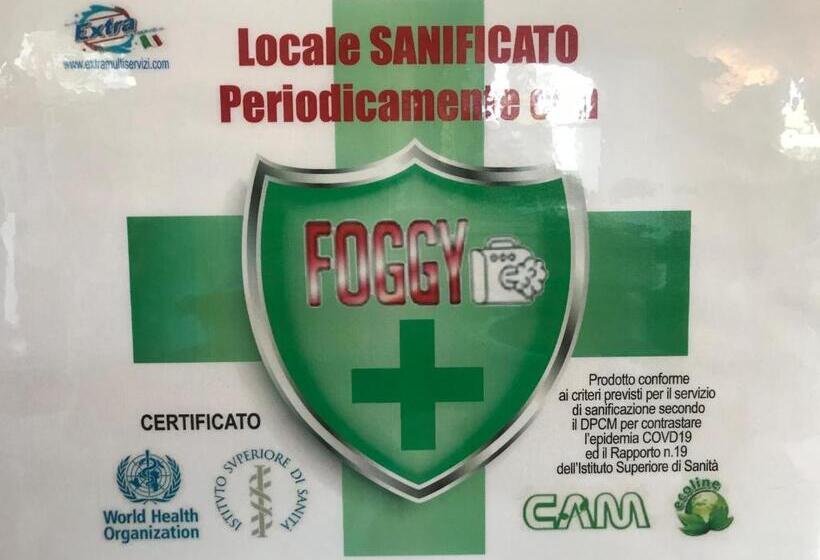 Extra
www.extramultiservizi.com
Locale SANIFICATO
Periodicamente con
FOGGY
CERTIFICATO
World Health
Organization
ISTITVTO SVPERIORE DI SANITÀ
Prodotto conforme
ai criteri previsti per il servizio
di sanificazione secondo
il DPCM per contrastare
l'epidemia COVD19
ed il Rapporto n.19
dell'Istituto Superiore di Sanità
CAM
ecoline